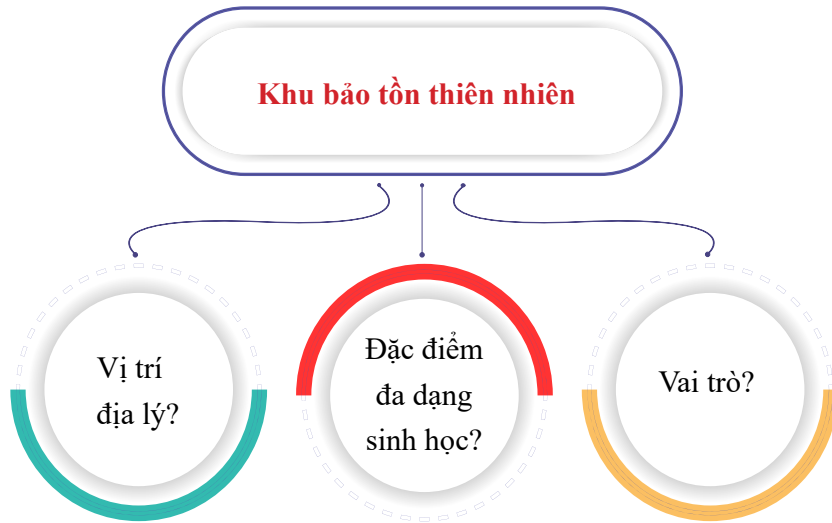 Khu bảo tồn thiên nhiên
Vị trí
địa lý?
Đặc điểm
đa dạng
sinh học?
Vai trò?